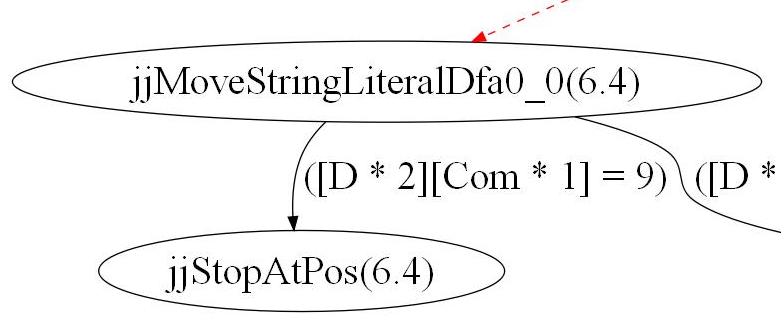 jjMoveStringLiteralDfa0_0(6.4)
([D * 2][Com * 1] = 9) ([D *
jjStopAtPos(6.4)